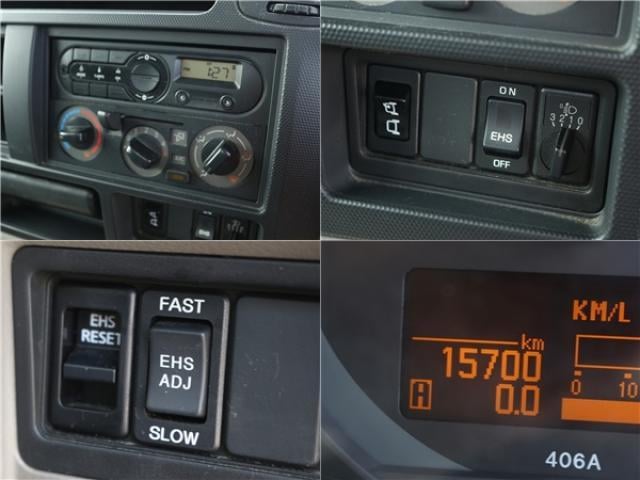 1:27
ON
EHS
OFF
3 2 1 0
EHS
RESET
FAST
EHS
ADJ
SLOW
KM/L
km
15700
A 0.0
0 10
406A